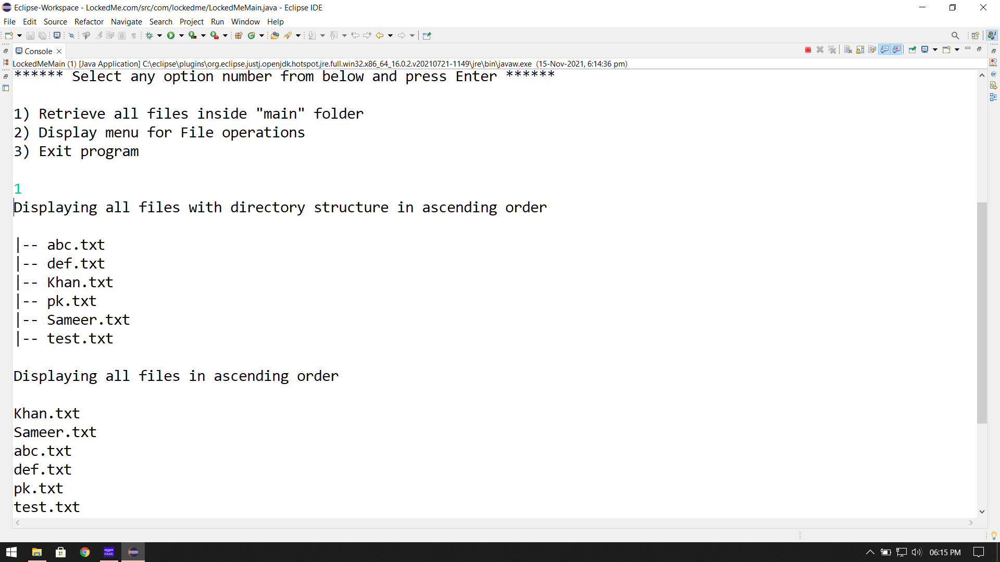 Eclipse-Workspace - LockedMe.com/src/com/lockedme/LockedMeMain.java - Eclipse IDE
File Edit Source Refactor Navigate Search Project Run Window Help
Console
LockedMeMain (1) [Java Application] C:\eclipse\plugins\org.eclipse.justj.openjdk.hotspot.jre.full.win32.x86_64_16.0.2.v20210721-1149\jre\bin\javaw.exe (15-Nov-2021, 6:14:36 pm)
****** Select any option number from below and press Enter ******
1) Retrieve all files inside "main" folder
2) Display menu for File operations
3) Exit program
1
Displaying all files with directory structure in ascending order
|-- abc.txt
|-- def.txt
|-- Khan.txt
|-- pk.txt
|-- Sameer.txt
|-- test.txt
Displaying all files in ascending order
Khan.txt
Sameer.txt
abc.txt
def.txt
pk.txt
test.txt
amazon music
06:15 PM